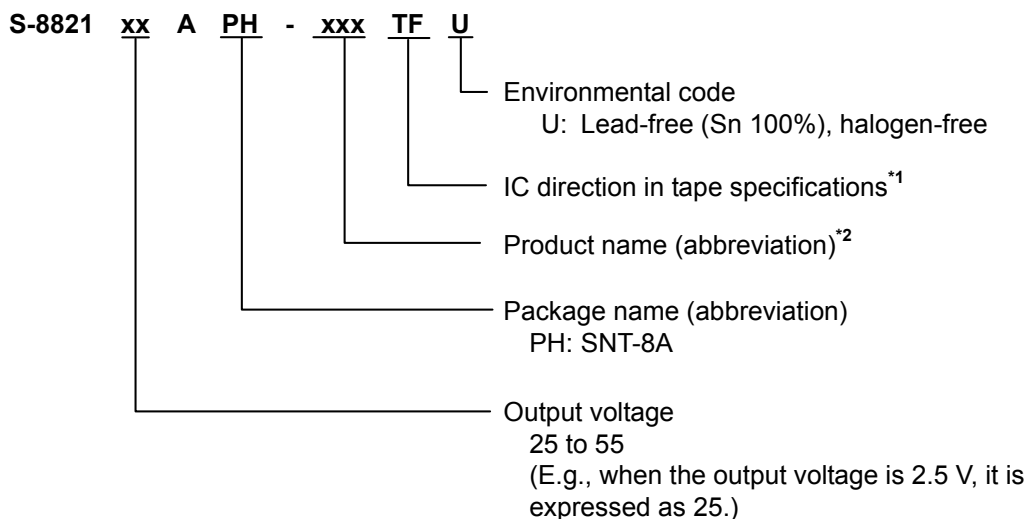 S-8821 xx A PH - xxx TF U
Environmental code
U: Lead-free (Sn 100%), halogen-free
IC direction in tape specifications*1
Product name (abbreviation)*2
Package name (abbreviation)
PH: SNT-8A
Output voltage
25 to 55
(E.g., when the output voltage is 2.5 V, it is
expressed as 25.)